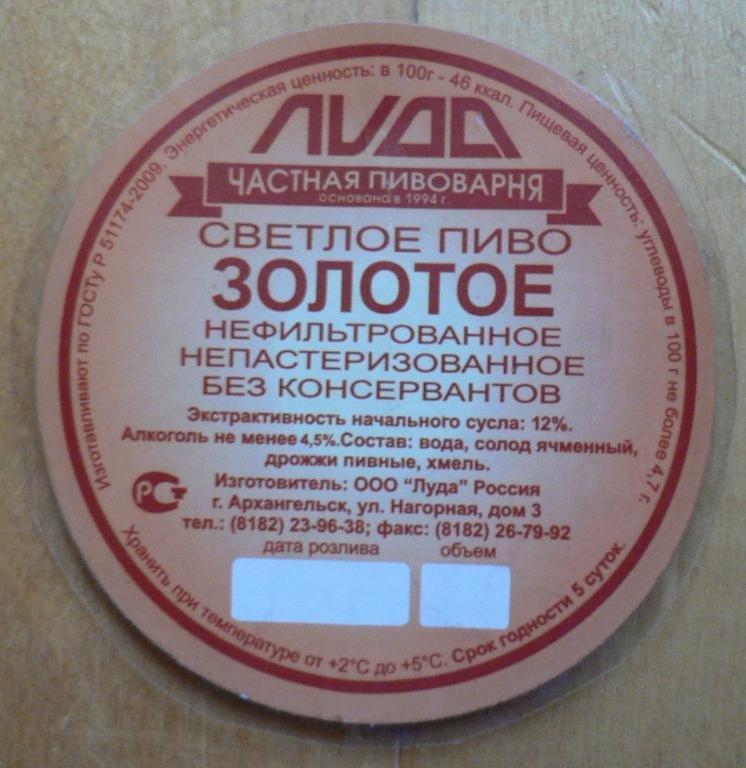 ЛУДА
ЧАСТНАЯ ПИВОВАРНЯ
основана в 1994 г.
СВЕТЛОЕ ПИВО
ЗОЛОТОЕ
НЕФИЛЬТРОВАННОЕ
НЕПАСТЕРИЗОВАННОЕ
БЕЗ КОНСЕРВАНТОВ
Экстрактивность начального сусла: 12%.
Алкоголь не менее 4,5%.Состав: вода, солод ячменный,
дрожжи пивные, хмель.
РСТ
Изготовитель: ООО "Луда" Россия
г. Архангельск, ул. Нагорная, дом 3
тел.: (8182) 23-96-38; факс: (8182) 26-79-92
дата розлива объем
Изготавливают по ГОСТу Р 51174-2009. Энергетическая ценность: в 100г - 46 ккал. Пищевая ценность: углеводы в 100 г не более 4,7 г.
Хранить при температуре от +2°С до +5°С. Срок годности 5 суток.